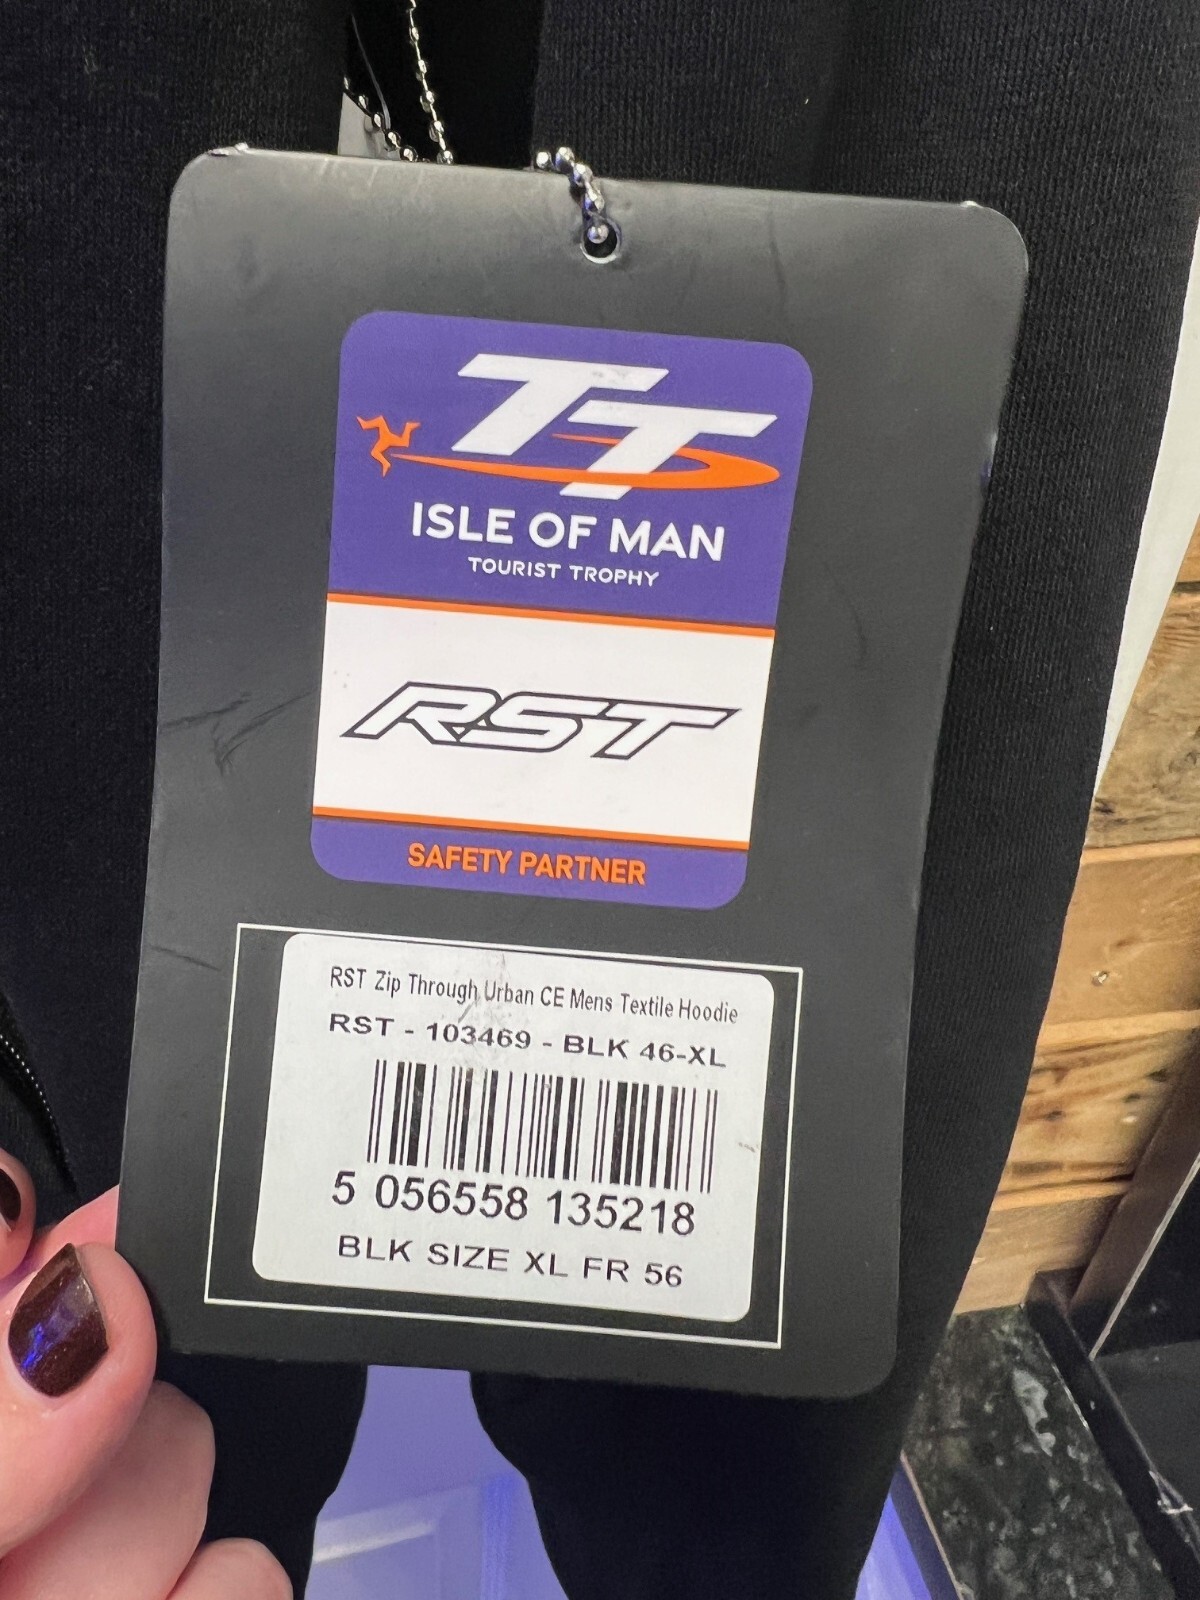 TT
ISLE OF MAN
TOURIST TROPHY
RST
SAFETY PARTNER
RST Zip Through Urban CE Mens Textile Hoodie
RST - 103469 - BLK 46-XL
5 056558 135218
BLK SIZE XL FR 56